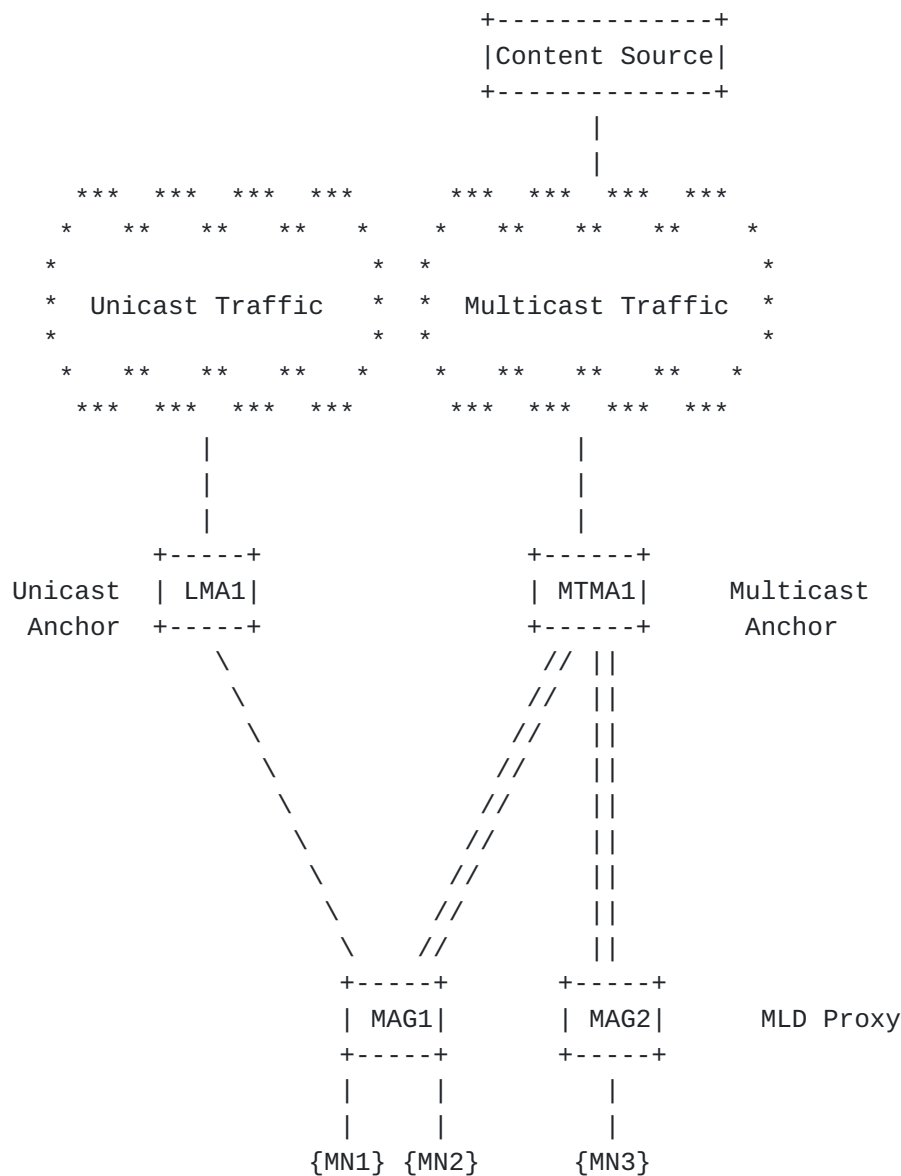 Content Source
Unicast Traffic Multicast Traffic
Unicast LMA1 MTMA1 Multicast
Anchor Anchor
MAG1 MAG2 MLD Proxy
{MN1} {MN2} {MN3}